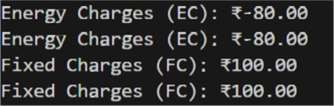 Energy Charges (EC): ₹-80.00
Energy Charges (EC): ₹-80.00
Fixed Charges (FC): ₹100.00
Fixed Charges (FC): ₹100.00